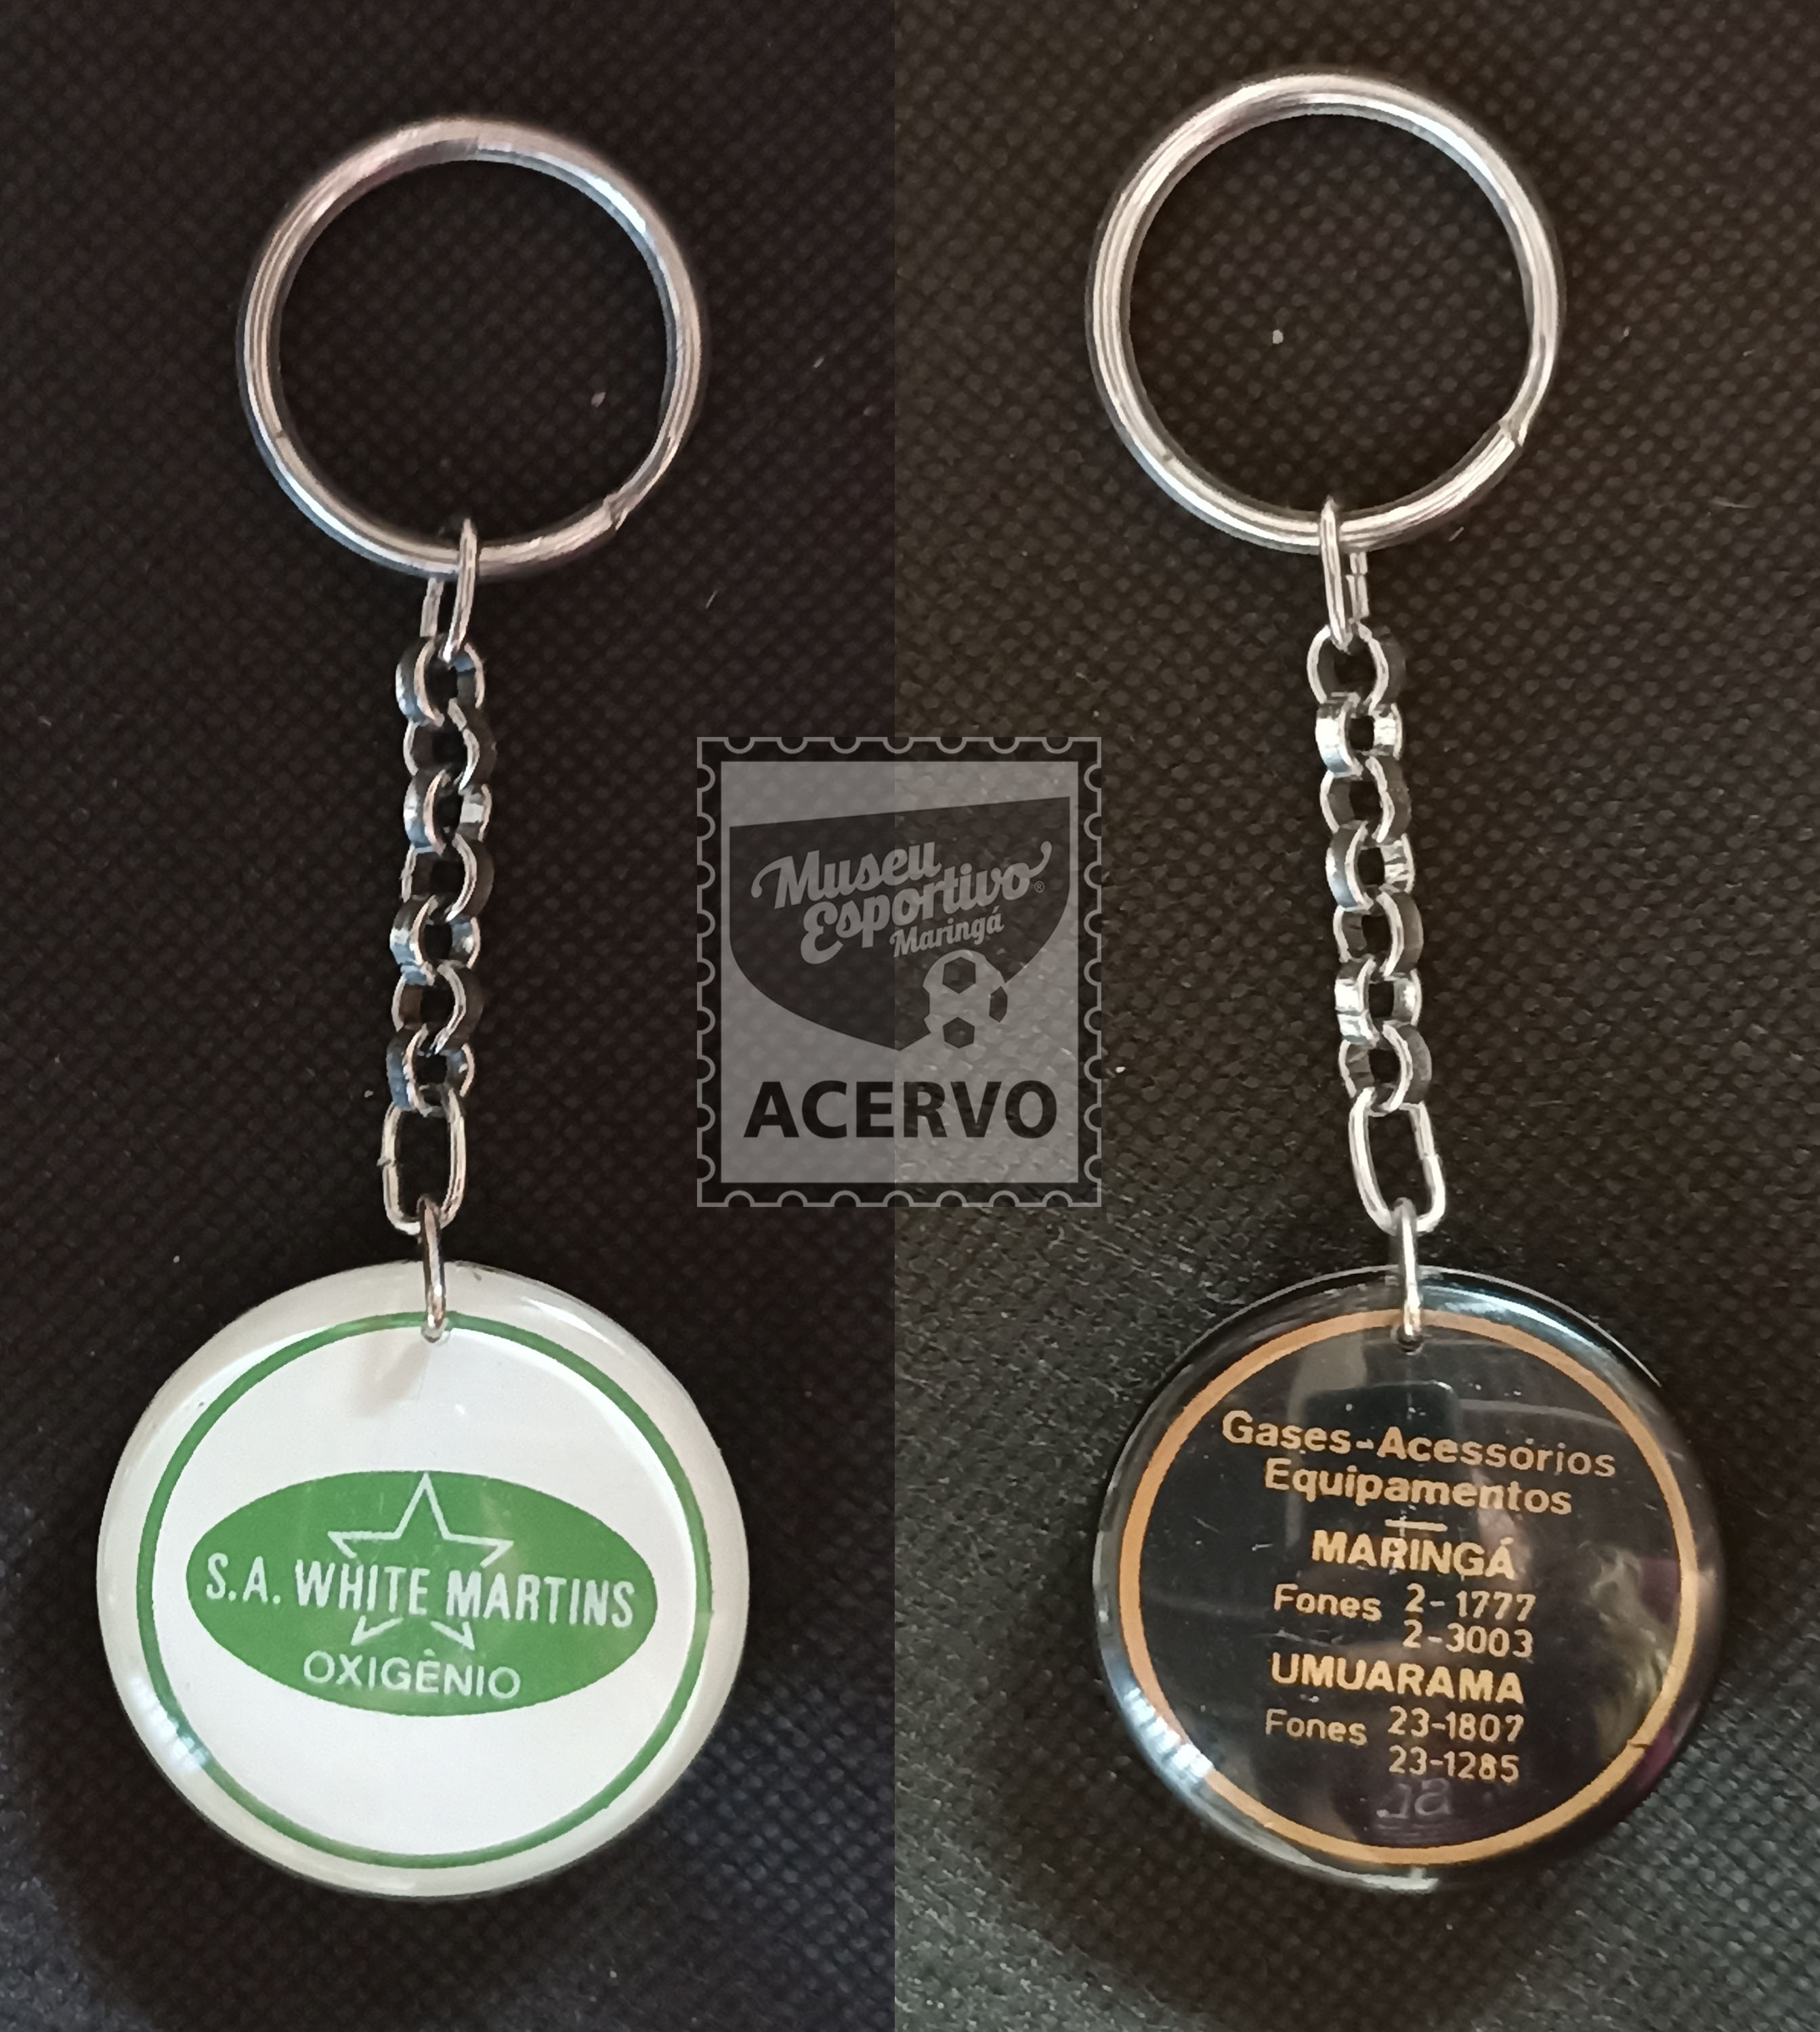 S.A. WHITE MARTINS
OXIGÊNIO
Museu
Esportivo®
Maringá
ACERVO
Gases-Acessórios
Equipamentos
MARINGÁ
Fones 2-1777
2-3003
UMUARAMA
Fones 23-1807
23-1285